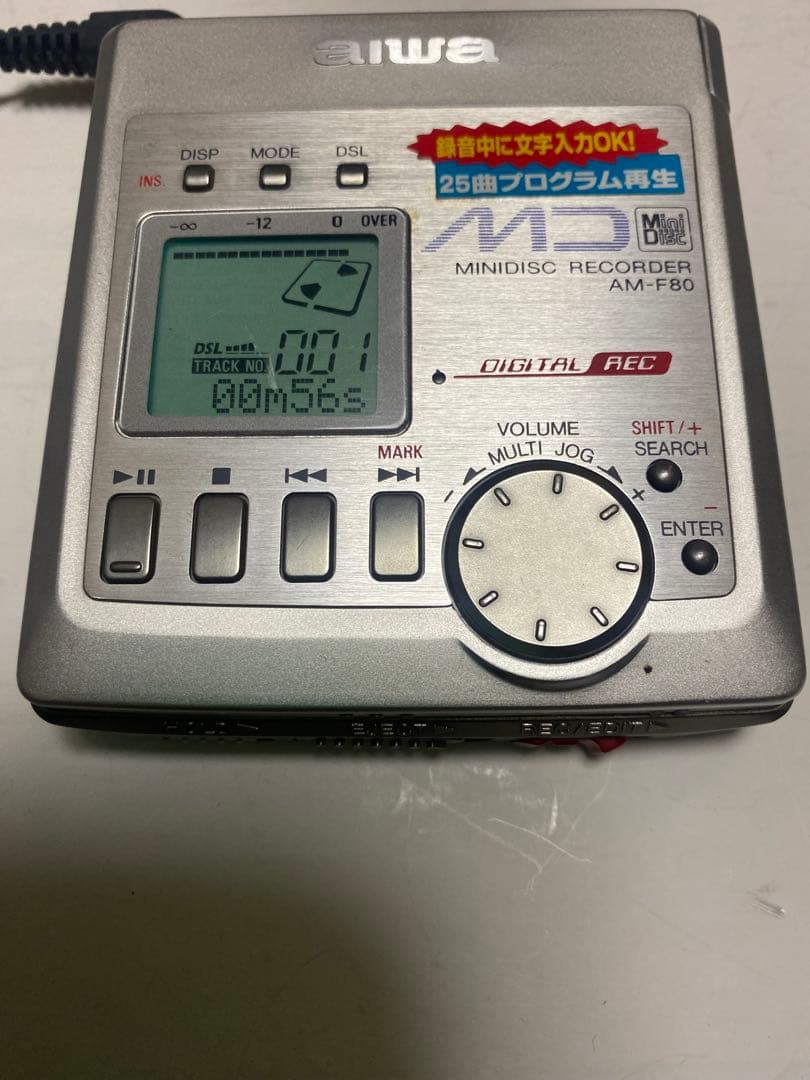 aiwa
録音中に文字入力OK!
25曲プログラム再生
DISP MODE DSL
INS.
-∞ -12 0 OVER
MD Mini Disc
MINIDISC RECORDER
AM-F80
DSL
TRACK NO. 001
00m56s
DIGITAL REC
VOLUME
MULTI JOG
- +
SHIFT/+
SEARCH
MARK
-
ENTER
REC/EDIT